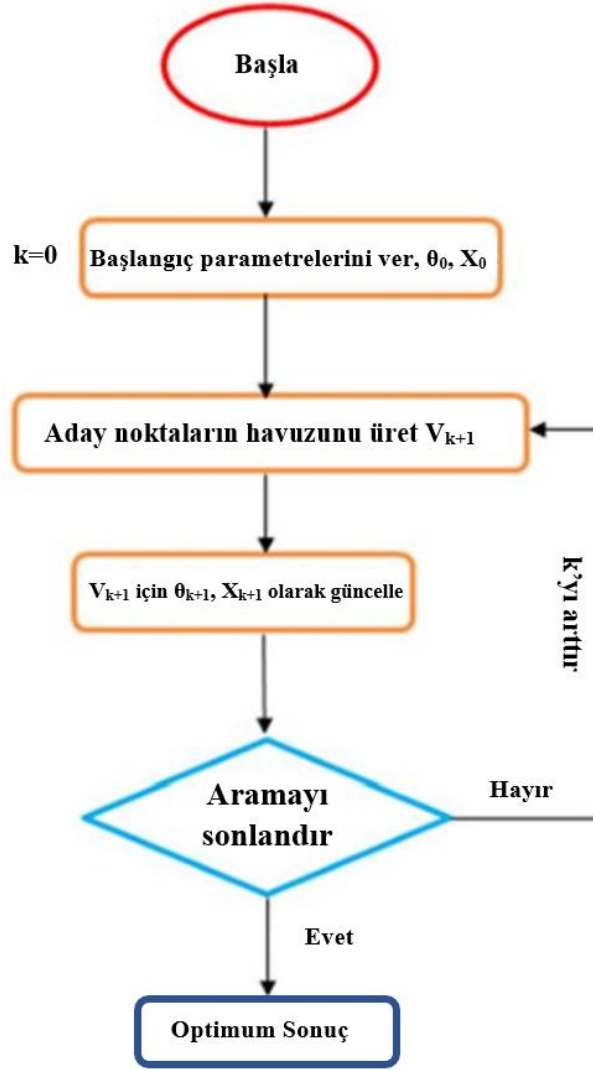 Başla
k=0
Başlangıç parametrelerini ver, θ₀, X₀
Aday noktaların havuzunu üret Vₖ₊₁
Vₖ₊₁ için θₖ₊₁, Xₖ₊₁ olarak güncelle
k’yı arttır
Aramayı
sonlandır
Hayır
Evet
Optimum Sonuç